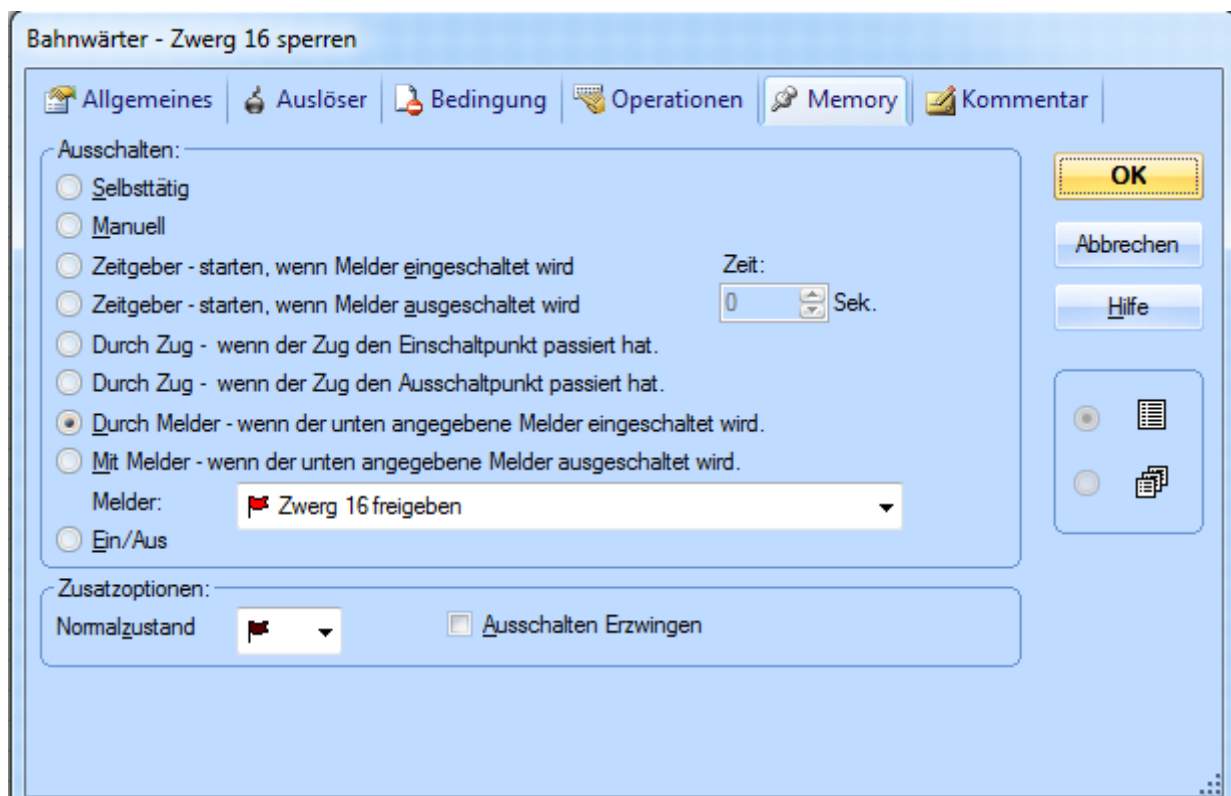 Bahnwärter - Zwerg 16 sperren
Allgemeines Auslöser Bedingung Operationen Memory Kommentar
Ausschalten:
Selbsttätig
Manuell
Zeitgeber - starten, wenn Melder eingeschaltet wird
Zeitgeber - starten, wenn Melder ausgeschaltet wird
Zeit:
0 Sek.
Durch Zug - wenn der Zug den Einschaltpunkt passiert hat.
Durch Zug - wenn der Zug den Ausschaltpunkt passiert hat.
Durch Melder - wenn der unten angegebene Melder eingeschaltet wird.
Mit Melder - wenn der unten angegebene Melder ausgeschaltet wird.
Melder: Zwerg 16 freigeben
Ein/Aus
Zusatzoptionen:
Normalzustand Ausschalten Erzwingen
OK
Abbrechen
Hilfe